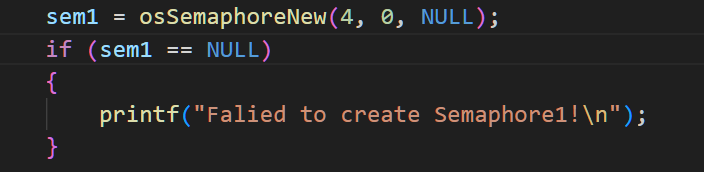 sem1 = osSemaphoreNew(4, 0, NULL);
if (sem1 == NULL)
{
printf("Falied to create Semaphore1!\n");
}